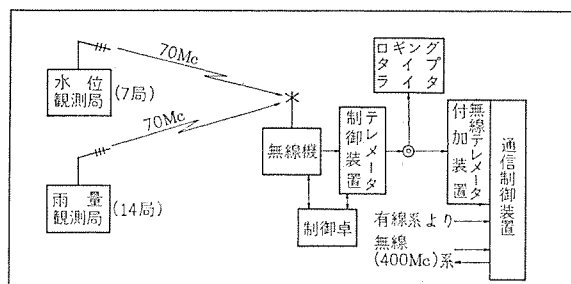 70Mc
水位
観測局
(7局)
70Mc
雨量
観測局
(14局)
無線機
制御卓
テレメータ
制御装置
ロギング
タイプ
ライタ
無線テレメータ
付加装置
通信制御装置
有線系より
無線
(400Mc)系